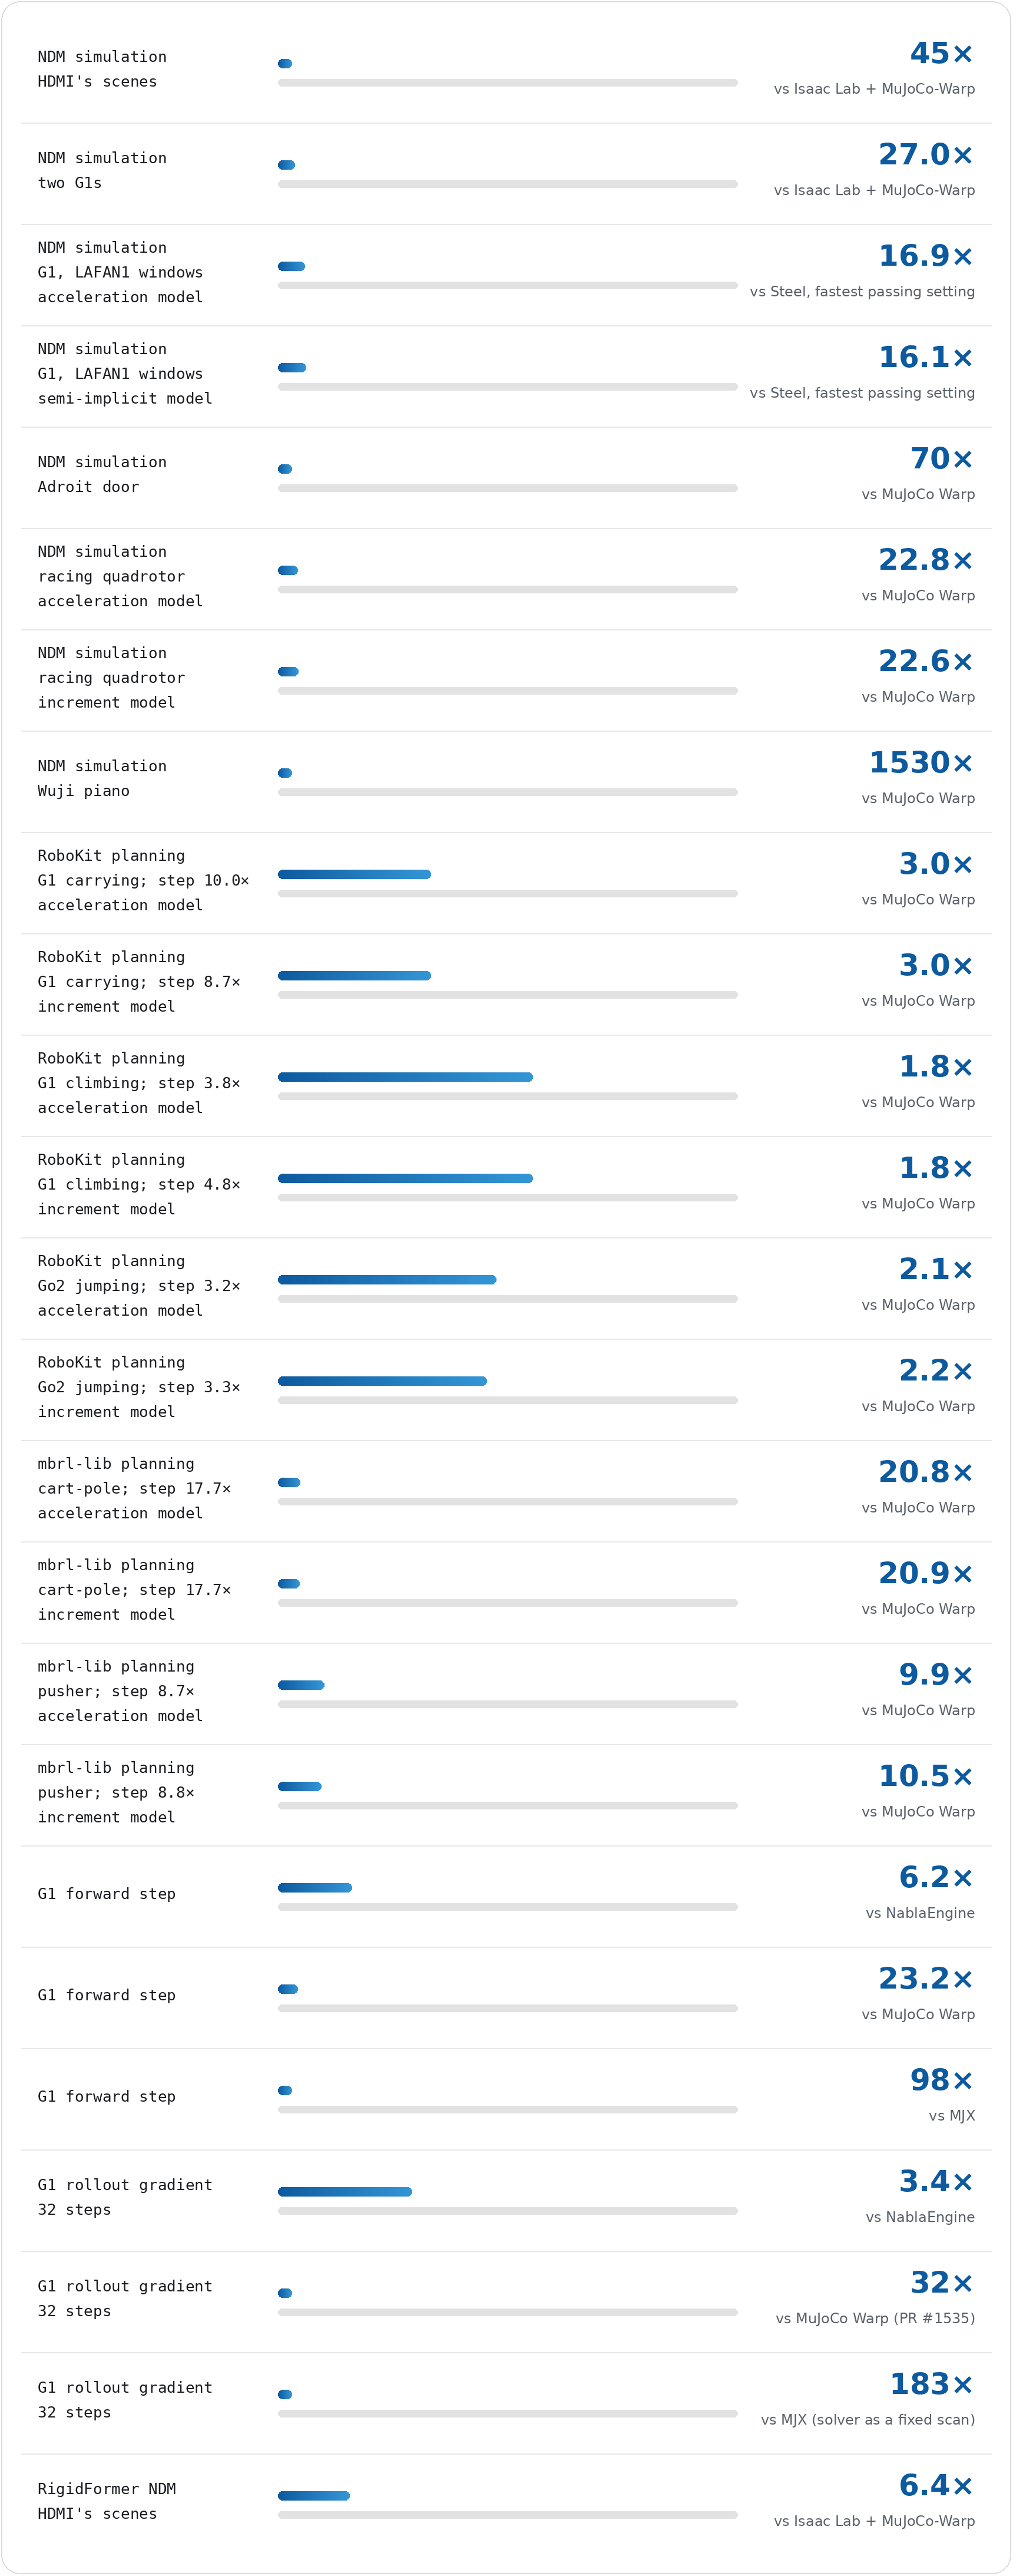 NDM simulation
HDMI's scenes
45×
vs Isaac Lab + MuJoCo-Warp
NDM simulation
two G1s
27.0×
vs Isaac Lab + MuJoCo-Warp
NDM simulation
G1, LAFAN1 windows
acceleration model
16.9×
vs Steel, fastest passing setting
NDM simulation
G1, LAFAN1 windows
semi-implicit model
16.1×
vs Steel, fastest passing setting
NDM simulation
Adroit door
70×
vs MuJoCo Warp
NDM simulation
racing quadrotor
acceleration model
22.8×
vs MuJoCo Warp
NDM simulation
racing quadrotor
increment model
22.6×
vs MuJoCo Warp
NDM simulation
Wuji piano
1530×
vs MuJoCo Warp
RoboKit planning
G1 carrying; step 10.0×
acceleration model
3.0×
vs MuJoCo Warp
RoboKit planning
G1 carrying; step 8.7×
increment model
3.0×
vs MuJoCo Warp
RoboKit planning
G1 climbing; step 3.8×
acceleration model
1.8×
vs MuJoCo Warp
RoboKit planning
G1 climbing; step 4.8×
increment model
1.8×
vs MuJoCo Warp
RoboKit planning
Go2 jumping; step 3.2×
acceleration model
2.1×
vs MuJoCo Warp
RoboKit planning
Go2 jumping; step 3.3×
increment model
2.2×
vs MuJoCo Warp
mbrl-lib planning
cart-pole; step 17.7×
acceleration model
20.8×
vs MuJoCo Warp
mbrl-lib planning
cart-pole; step 17.7×
increment model
20.9×
vs MuJoCo Warp
mbrl-lib planning
pusher; step 8.7×
acceleration model
9.9×
vs MuJoCo Warp
mbrl-lib planning
pusher; step 8.8×
increment model
10.5×
vs MuJoCo Warp
G1 forward step
6.2×
vs NablaEngine
G1 forward step
23.2×
vs MuJoCo Warp
G1 forward step
98×
vs MJX
G1 rollout gradient
32 steps
3.4×
vs NablaEngine
G1 rollout gradient
32 steps
32×
vs MuJoCo Warp (PR #1535)
G1 rollout gradient
32 steps
183×
vs MJX (solver as a fixed scan)
RigidFormer NDM
HDMI's scenes
6.4×
vs Isaac Lab + MuJoCo-Warp